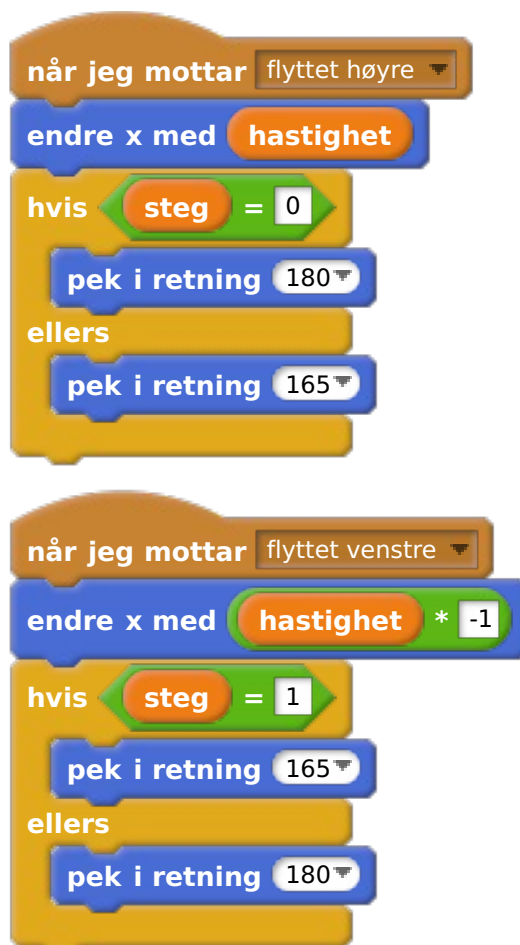 når jeg mottar flyttet høyre
endre x med hastighet
hvis steg = 0
pek i retning 180
ellers
pek i retning 165
når jeg mottar flyttet venstre
endre x med hastighet * -1
hvis steg = 1
pek i retning 165
ellers
pek i retning 180